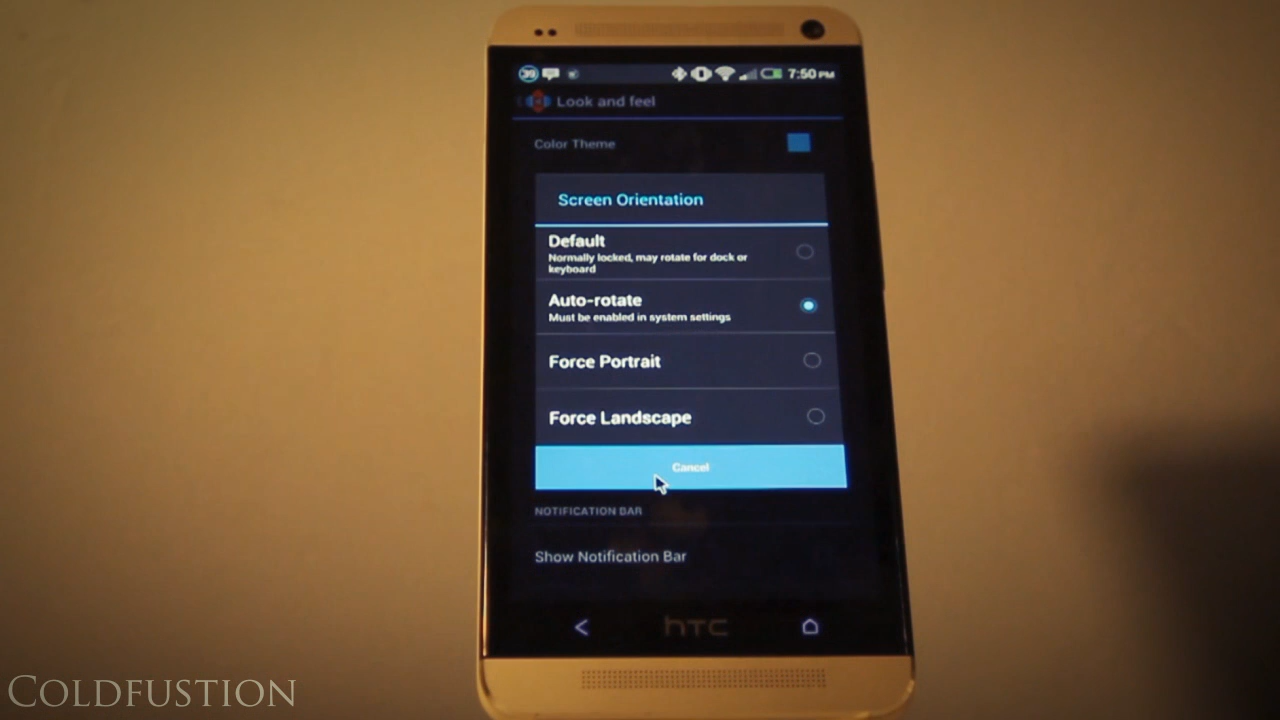 39
7:50 PM
Look and feel
Color Theme
Screen Orientation
Default
Normally locked, may rotate for dock or
keyboard
Auto-rotate
Must be enabled in system settings
Force Portrait
Force Landscape
Cancel
NOTIFICATION BAR
Show Notification Bar
hTC
COLDFUSTION